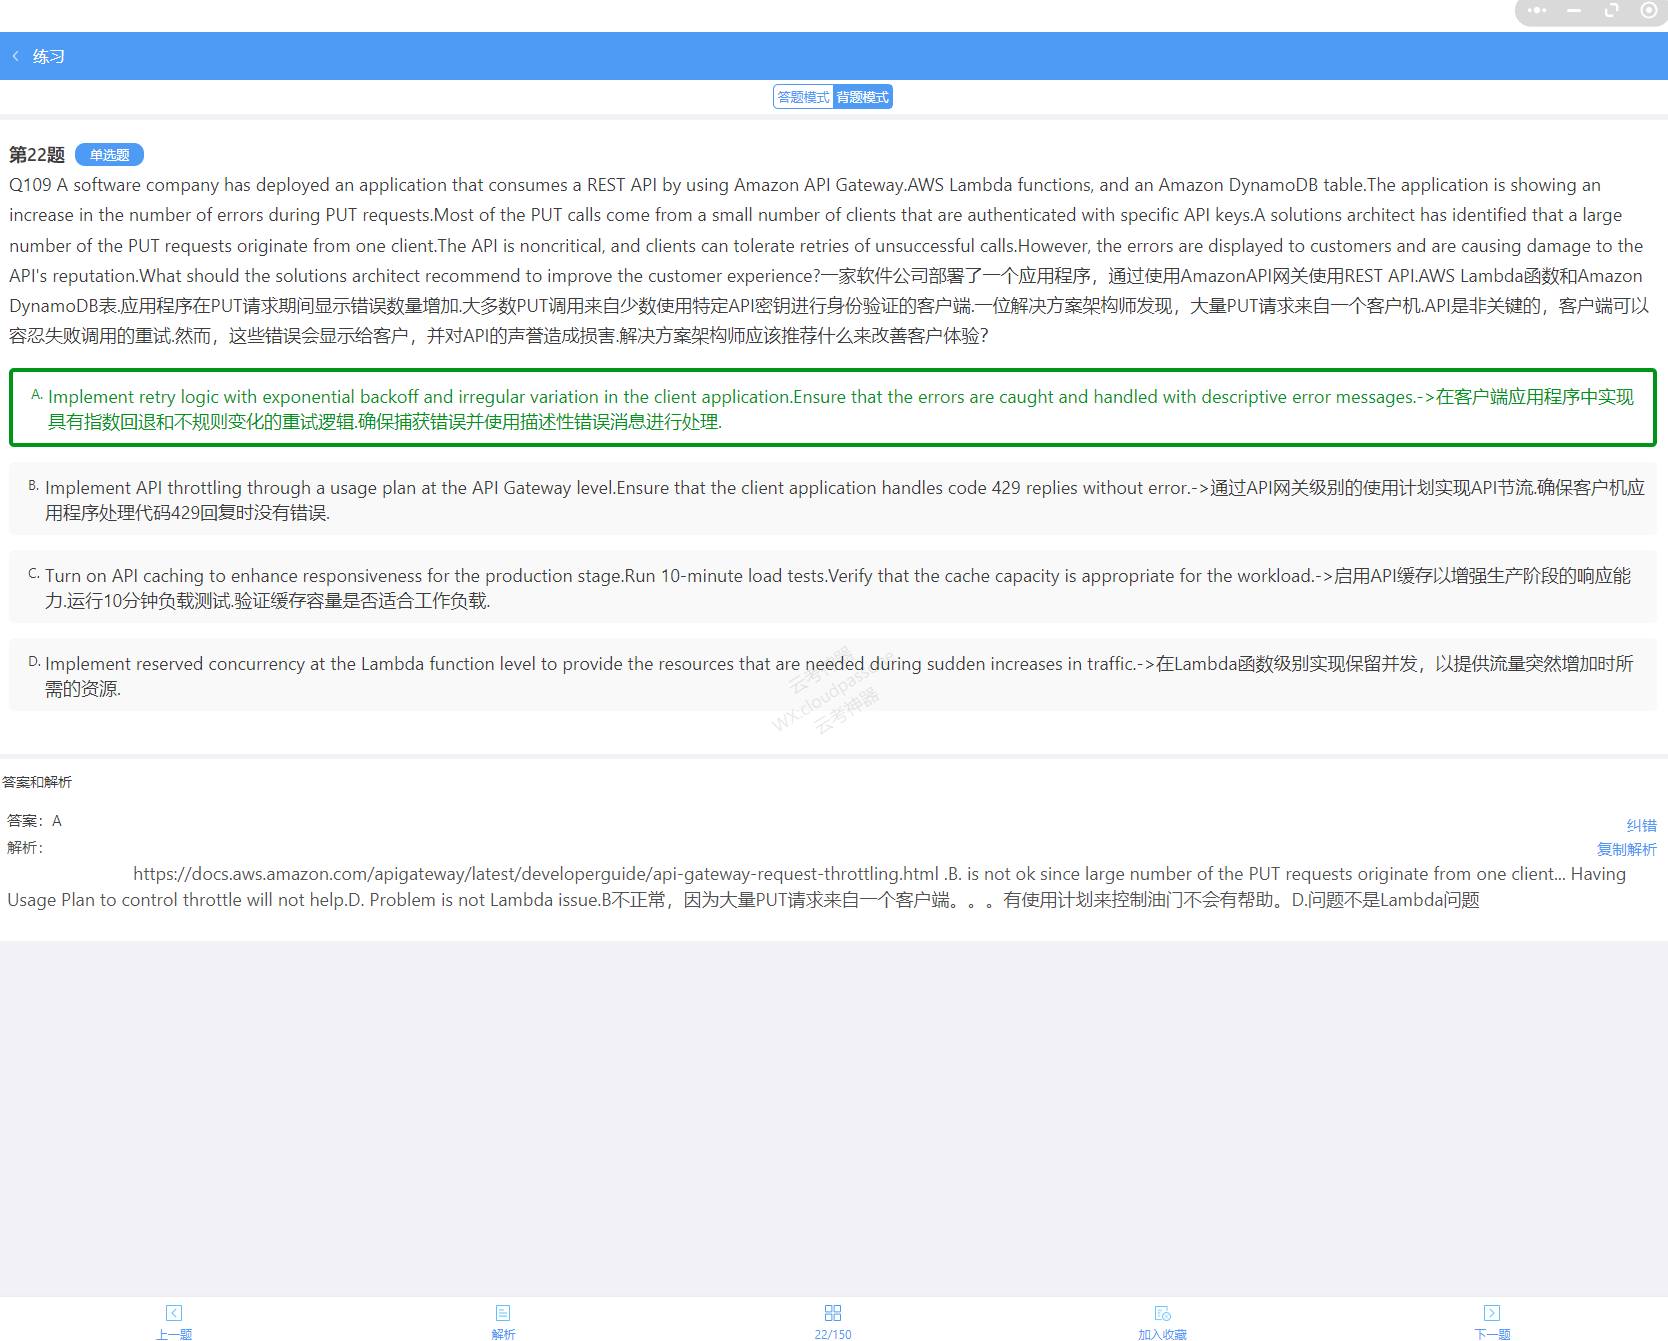 练习
答题模式 背题模式
第22题 单选题
Q109 A software company has deployed an application that consumes a REST API by using Amazon API Gateway.AWS Lambda functions, and an Amazon DynamoDB table.The application is showing an
increase in the number of errors during PUT requests.Most of the PUT calls come from a small number of clients that are authenticated with specific API keys.A solutions architect has identified that a large
number of the PUT requests originate from one client.The API is noncritical, and clients can tolerate retries of unsuccessful calls.However, the errors are displayed to customers and are causing damage to the
API's reputation.What should the solutions architect recommend to improve the customer experience?一家软件公司部署了一个应用程序，通过使用AmazonAPI网关使用REST API.AWS Lambda函数和Amazon
DynamoDB表.应用程序在PUT请求期间显示错误数量增加.大多数PUT调用来自少数使用特定API密钥进行身份验证的客户端.一位解决方案架构师发现，大量PUT请求来自一个客户机.API是非关键的，客户端可以
容忍失败调用的重试.然而，这些错误会显示给客户，并对API的声誉造成损害.解决方案架构师应该推荐什么来改善客户体验？
A. Implement retry logic with exponential backoff and irregular variation in the client application.Ensure that the errors are caught and handled with descriptive error messages.->在客户端应用程序中实现
具有指数回退和不规则变化的重试逻辑.确保捕获错误并使用描述性错误消息进行处理.
B. Implement API throttling through a usage plan at the API Gateway level.Ensure that the client application handles code 429 replies without error.->通过API网关级别的使用计划实现API节流.确保客户机应
用程序处理代码429回复时没有错误.
C. Turn on API caching to enhance responsiveness for the production stage.Run 10-minute load tests.Verify that the cache capacity is appropriate for the workload.->启用API缓存以增强生产阶段的响应能
力.运行10分钟负载测试.验证缓存容量是否适合工作负载.
D. Implement reserved concurrency at the Lambda function level to provide the resources that are needed during sudden increases in traffic.->在Lambda函数级别实现保留并发，以提供流量突然增加时所
需的资源.
云考神器
云考神器
答案和解析
答案：A
纠错
解析：
复制解析
https://docs.aws.amazon.com/apigateway/latest/developerguide/api-gateway-request-throttling.html .B. is not ok since large number of the PUT requests originate from one client... Having
Usage Plan to control throttle will not help.D. Problem is not Lambda issue.B不正常，因为大量PUT请求来自一个客户端。。。有使用计划来控制油门不会有帮助。D.问题不是Lambda问题
上一题 解析 22/150 加入收藏 下一题